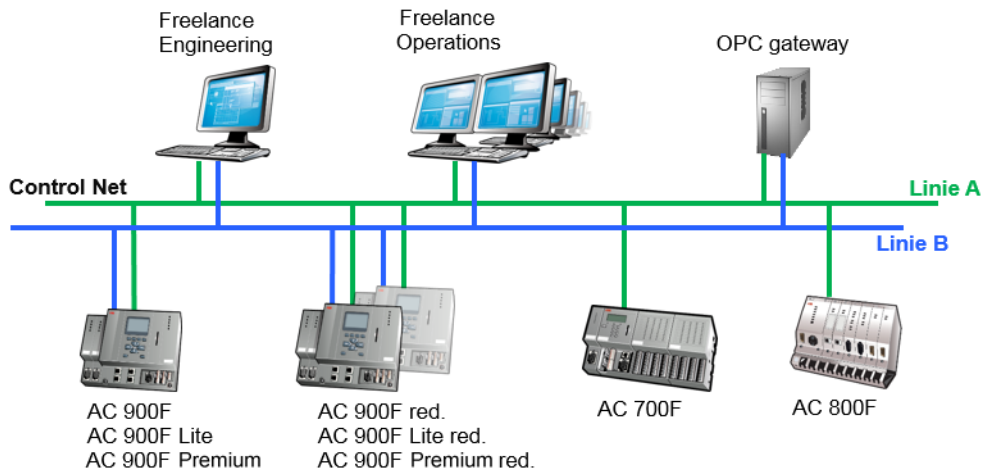 Freelance
Engineering
Freelance
Operations
OPC gateway
Control Net
Linie A
Linie B
AC 900F
AC 900F Lite
AC 900F Premium
AC 900F red.
AC 900F Lite red.
AC 900F Premium red.
AC 700F
AC 800F